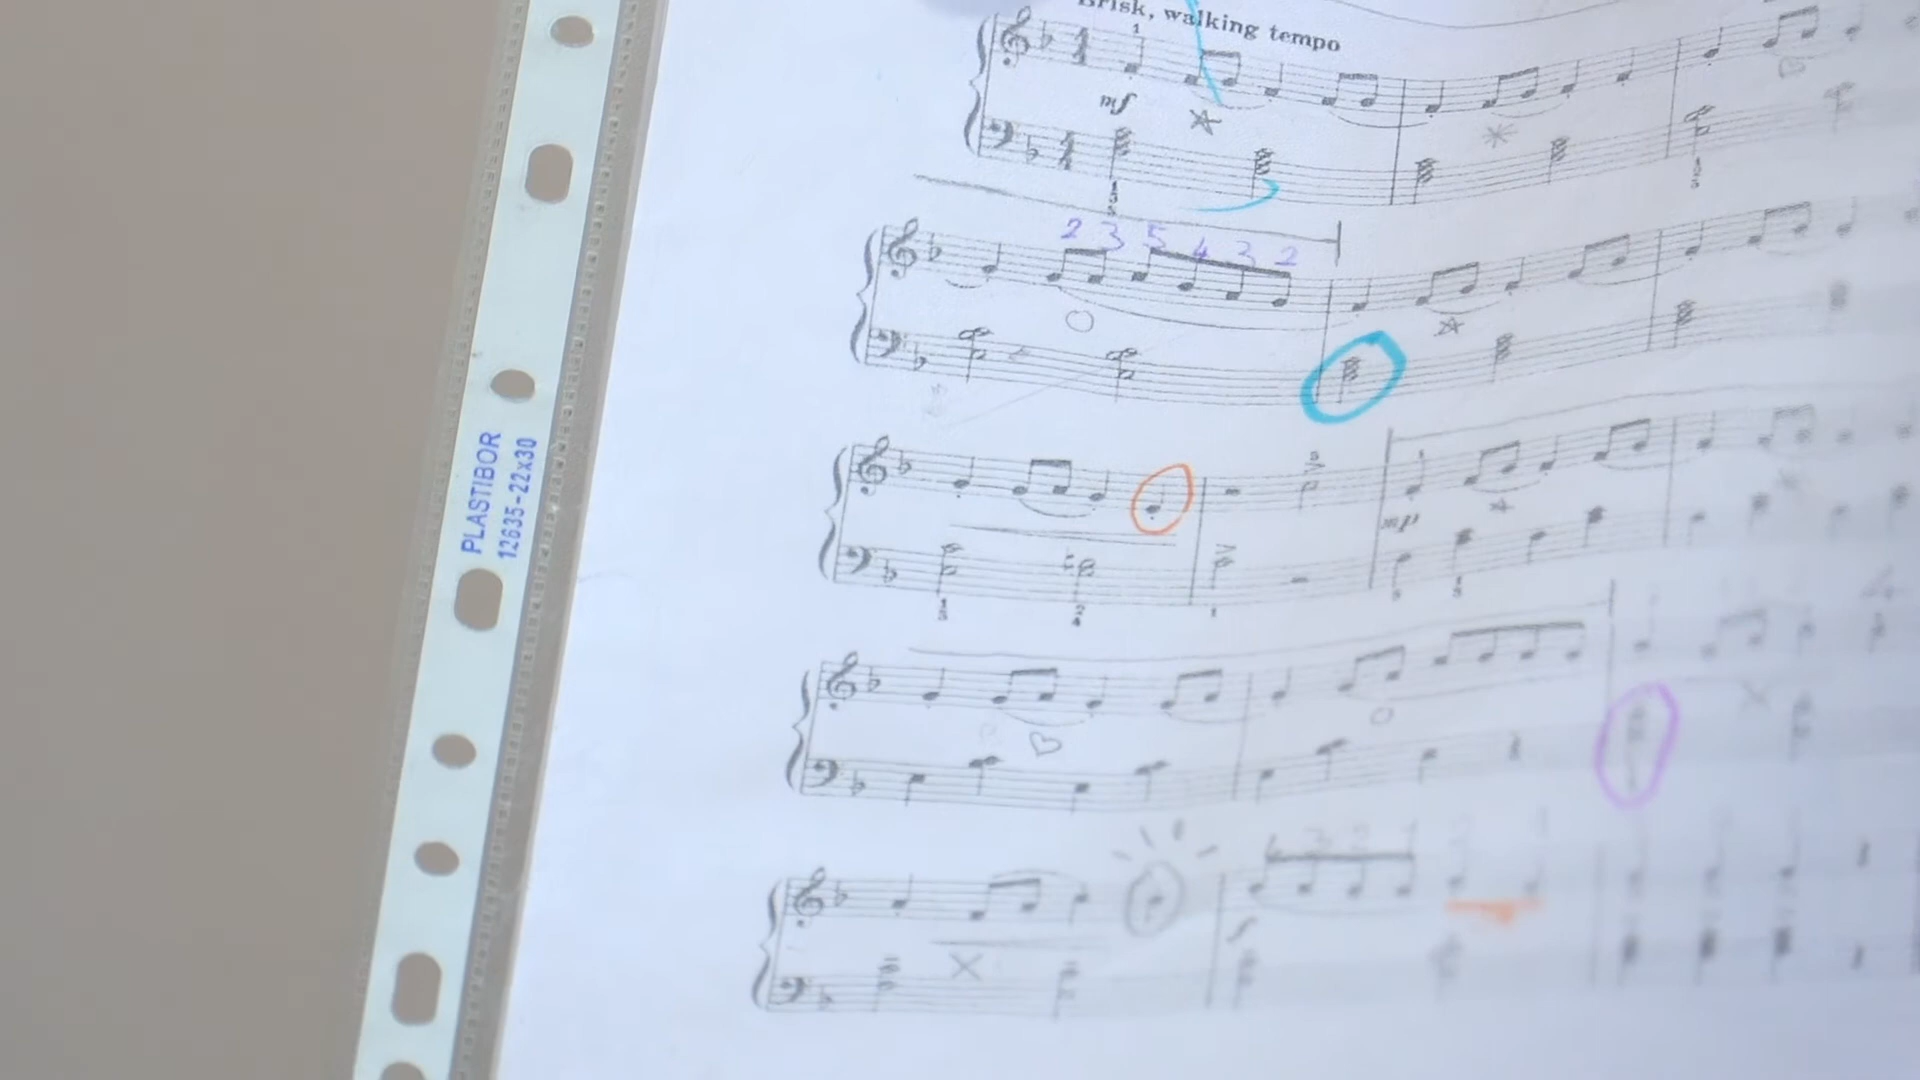 Brisk, walking tempo
mf
2 3 5 4 3 2
mp
f
PLASTIBOR
12635-22x30